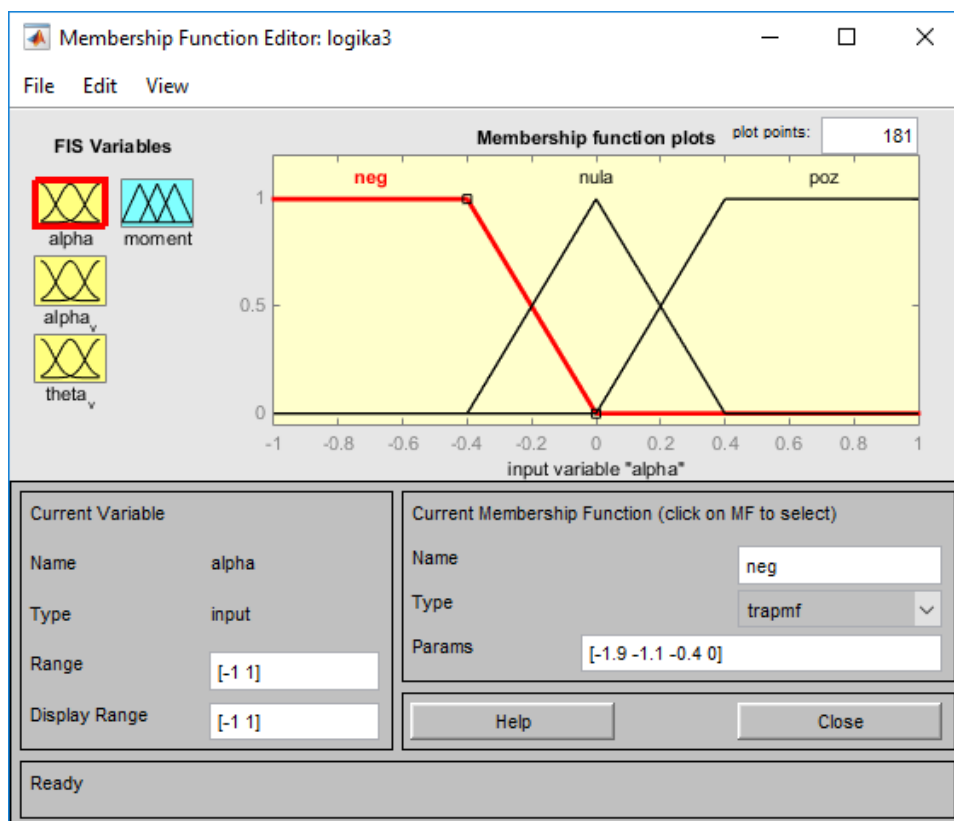 Membership Function Editor: logika3
File Edit View
FIS Variables
alpha
moment
alpha_v
theta_v
Membership function plots
plot points:
181
neg
nula
poz
1
0.5
0
-1 -0.8 -0.6 -0.4 -0.2 0 0.2 0.4 0.6 0.8 1
input variable "alpha"
Current Variable
Name alpha
Type input
Range [-1 1]
Display Range [-1 1]
Current Membership Function (click on MF to select)
Name neg
Type trapmf
Params [-1.9 -1.1 -0.4 0]
Help
Close
Ready